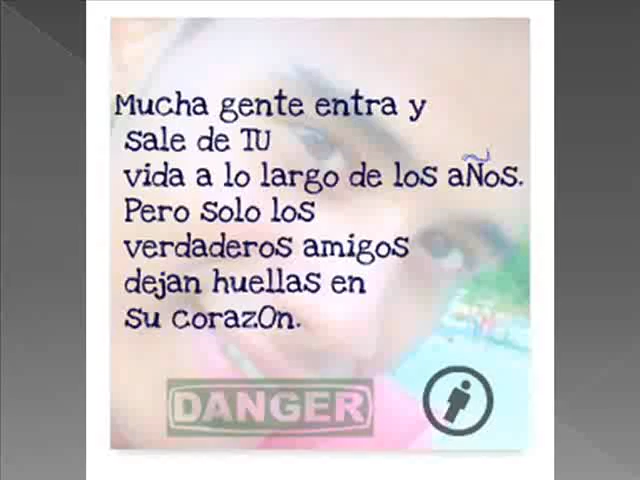 Mucha gente entra y
sale de TU
vida a lo largo de los aÑos.
Pero solo los
verdaderos amigos
dejan huellas en
su corazOn.
DANGER